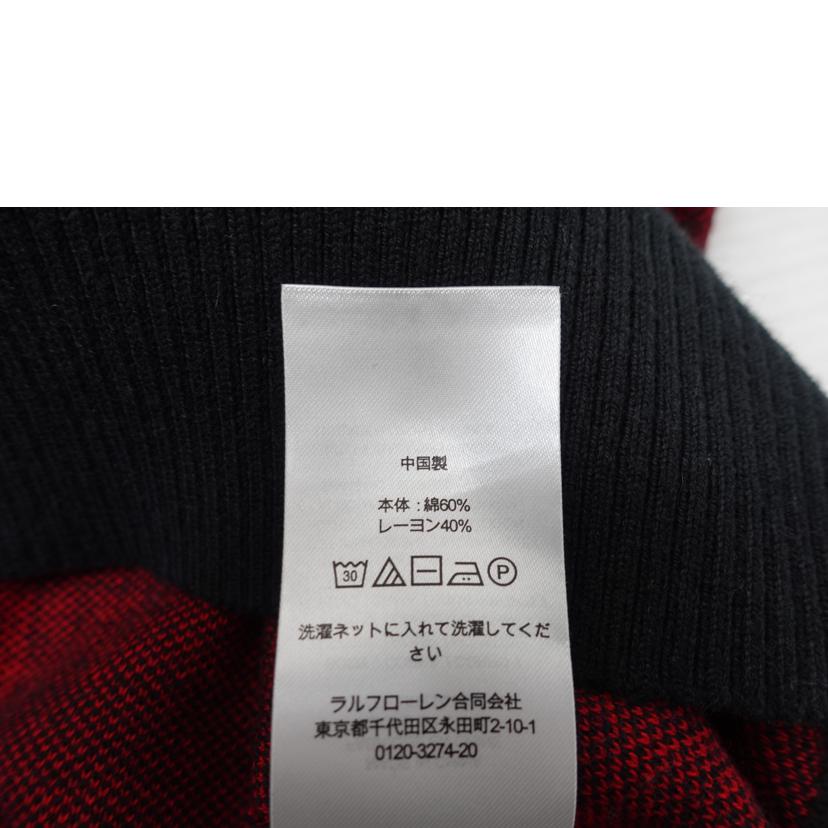 中国製
本体 : 綿60%
レーヨン40%
30 P
洗濯ネットに入れて洗濯してくだ
さい
ラルフローレン合同会社
東京都千代田区永田町2-10-1
0120-3274-20